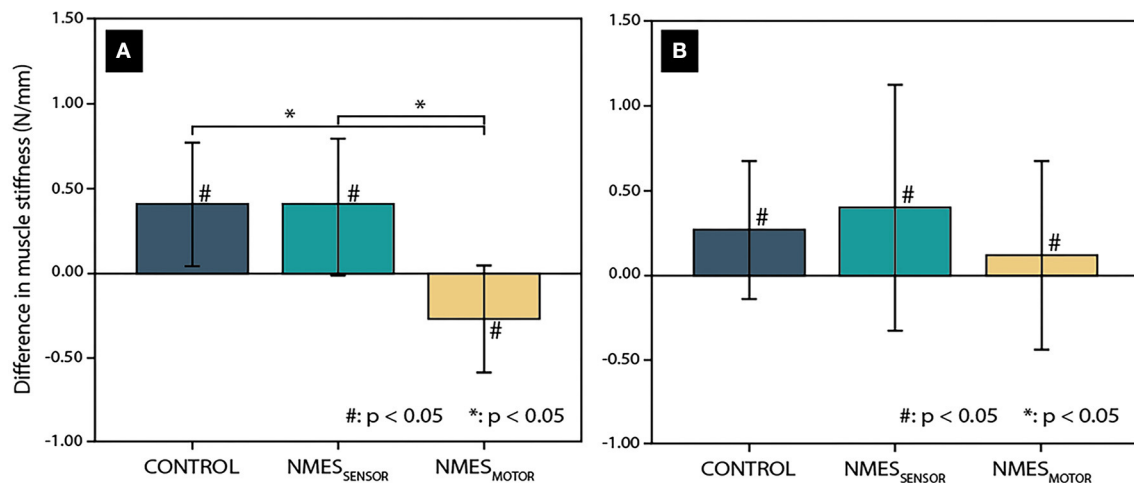 A
Difference in muscle stiffness (N/mm)
1.50
1.00
0.50
0.00
-0.50
-1.00
*
*
#
#
#
#: p < 0.05 *: p < 0.05
CONTROL NMESSENSOR NMESMOTOR
B
1.50
1.00
0.50
0.00
-0.50
-1.00
#
#
#
#: p < 0.05 *: p < 0.05
CONTROL NMESSENSOR NMESMOTOR